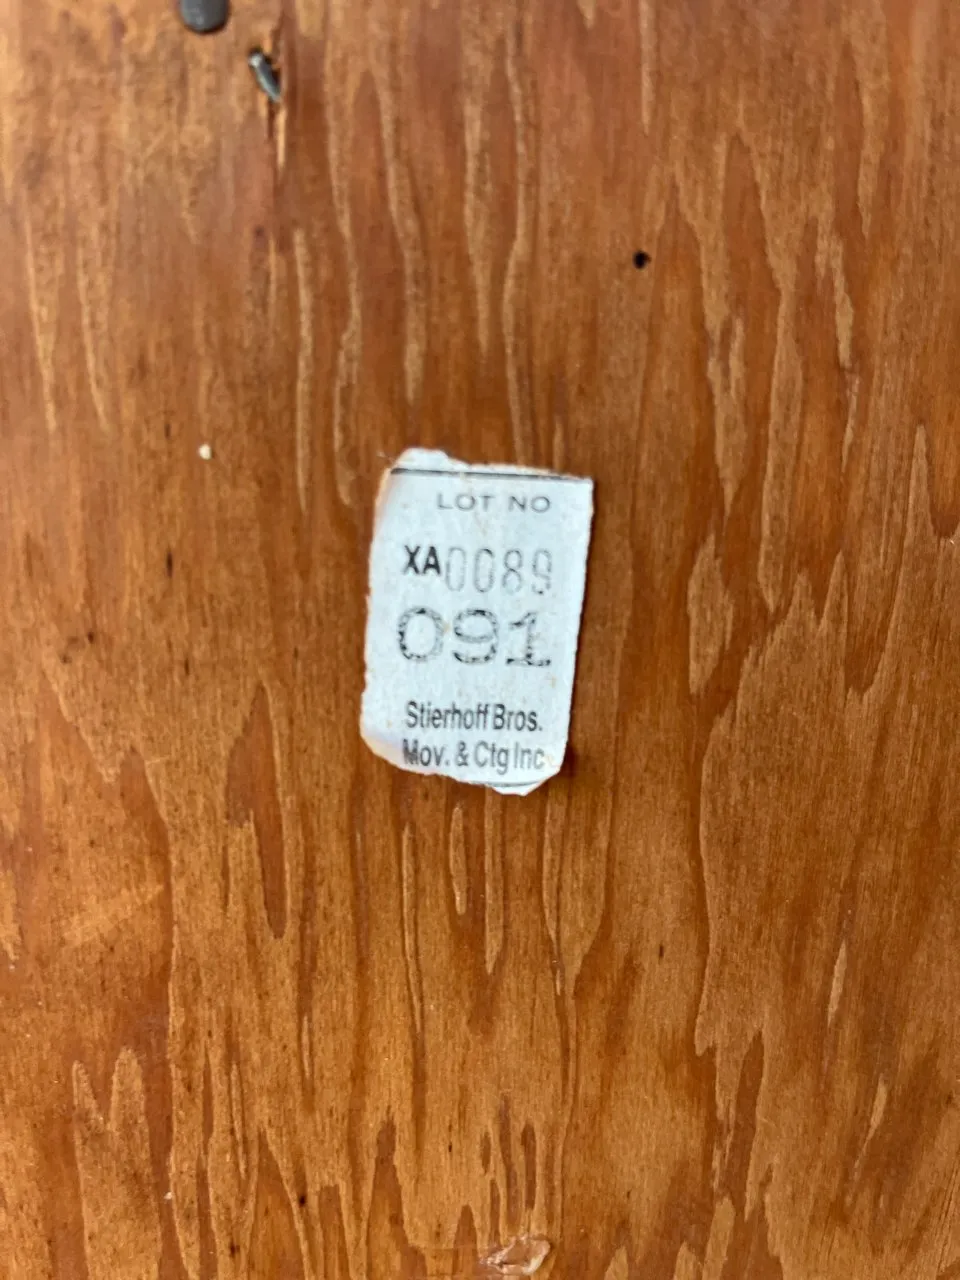 LOT NO
XA0089
091
Stierhoff Bros.
Mov. & Ctg Inc